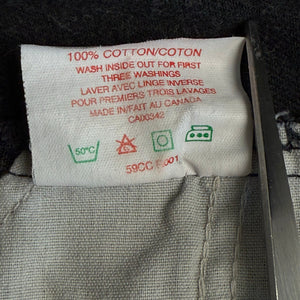 100% COTTON/COTON
WASH INSIDE OUT FOR FIRST
THREE WASHINGS
LAVER AVEC LINGE INVERSE
POUR PREMIERS TROIS LAVAGES
MADE IN/FAIT AU CANADA
CA00342
50°C
59CC 001